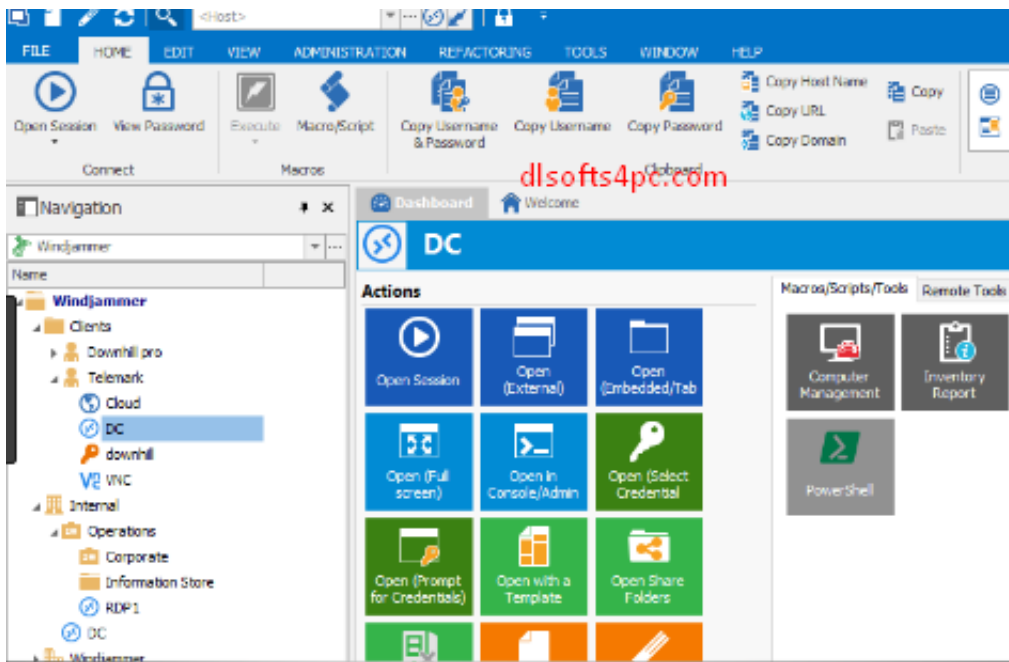 <Host>
FILE HOME EDIT VIEW ADMINISTRATION REFACTORING TOOLS WINDOW HELP
Open Session View Password Execute Macro/Script Copy Username & Password Copy Username Copy Password Copy Host Name Copy Paste
Copy URL
Copy Domain
Connect Macros Clipboard
dlsofts4pc.com
Navigation
Windjammer
Name
Windjammer
Clients
Downhill pro
Telemark
Cloud
DC
downhill
VNC
Internal
Operations
Corporate
Information Store
RDP1
DC
Windjammer
Dashboard Welcome
DC
Actions
Open Session
Open
(External)
Open
(Embedded/Tab
Open (Full
screen)
Open in
Console/Admin
Open (Select
Credential
Open (Prompt
for Credentials)
Open with a
Template
Open Share
Folders
Macros/Scripts/Tools Remote Tools
Computer
Management
Inventory
Report
PowerShell